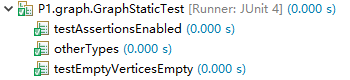 P1.graph.GraphStaticTest [Runner: JUnit 4] (0.000 s)
testAssertionsEnabled (0.000 s)
otherTypes (0.000 s)
testEmptyVerticesEmpty (0.000 s)